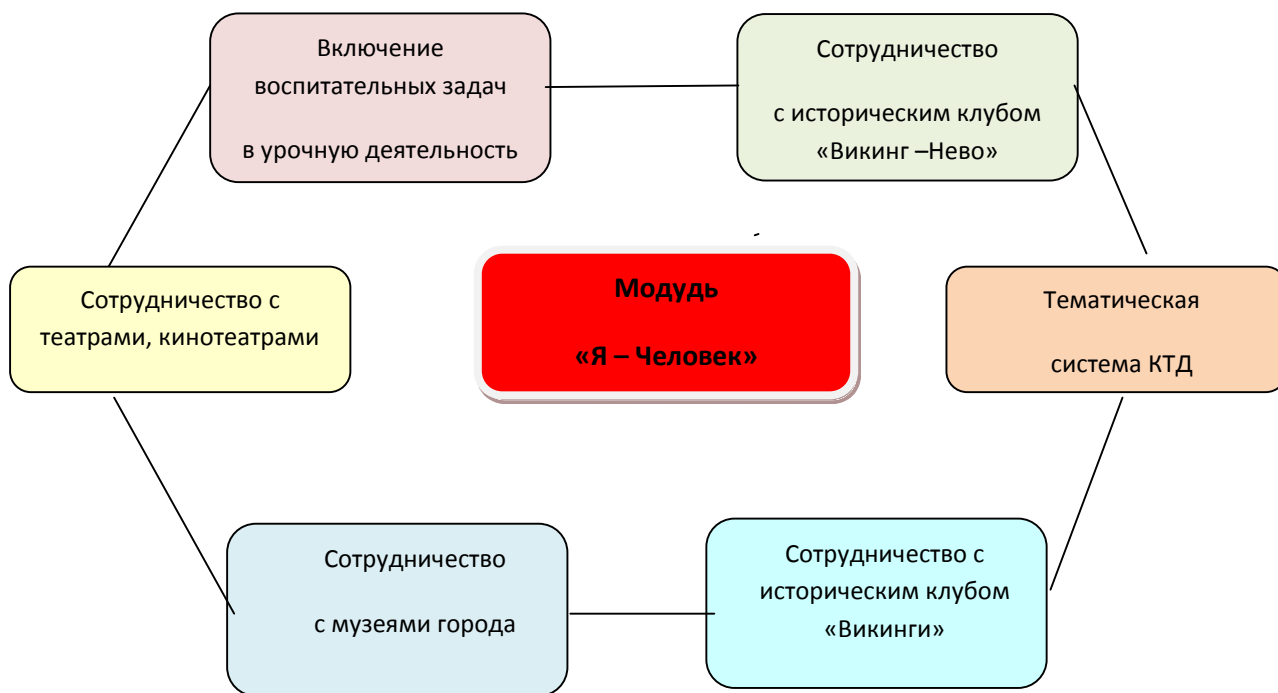 Включение
воспитательных задач
в урочную деятельность
Сотрудничество
с историческим клубом
«Викинг –Нево»
Сотрудничество с
театрами, кинотеатрами
Модудь
«Я – Человек»
Тематическая
система КТД
Сотрудничество
с музеями города
Сотрудничество с
историческим клубом
«Викинги»